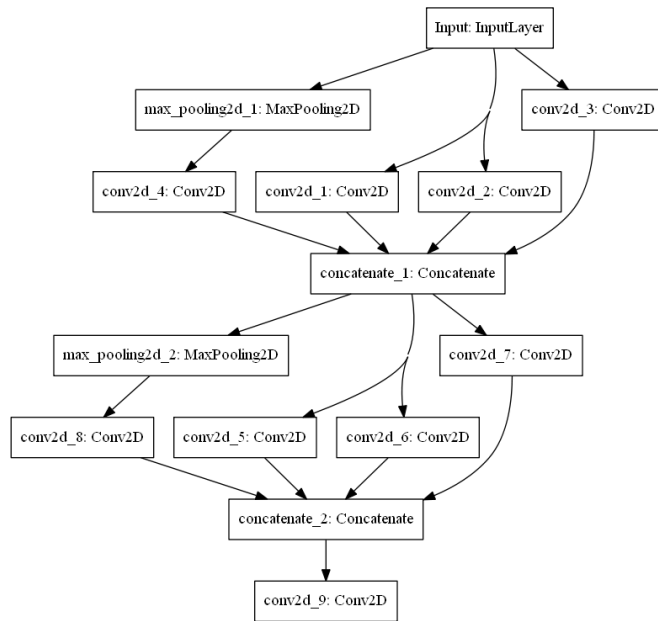 Input: InputLayer
max_pooling2d_1: MaxPooling2D
conv2d_3: Conv2D
conv2d_4: Conv2D
conv2d_1: Conv2D
conv2d_2: Conv2D
concatenate_1: Concatenate
max_pooling2d_2: MaxPooling2D
conv2d_7: Conv2D
conv2d_8: Conv2D
conv2d_5: Conv2D
conv2d_6: Conv2D
concatenate_2: Concatenate
conv2d_9: Conv2D